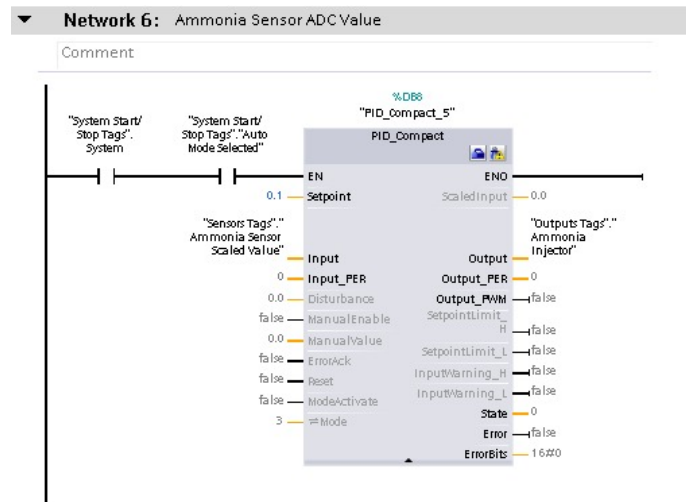 Network 6: Ammonia Sensor ADC Value
Comment
%DB8
"PID_Compact_5"
"System Start/
Stop Tags".
System
"System Start/
Stop Tags"."Auto
Mode Selected"
PID_Compact
EN ENO
0.1 Setpoint ScaledInput 0.0
"Sensors Tags"."
Ammonia Sensor
Scaled Value"
"Outputs Tags"."
Ammonia
Injector"
Input Output
0 Input_PER Output_PER 0
0.0 Disturbance Output_PWM false
false ManualEnable SetpointLimit_
H false
0.0 ManualValue SetpointLimit_L false
false ErrorAck InputWarning_H false
false Reset InputWarning_L false
false ModeActivate State 0
3 ⇌Mode Error false
ErrorBits 16#0